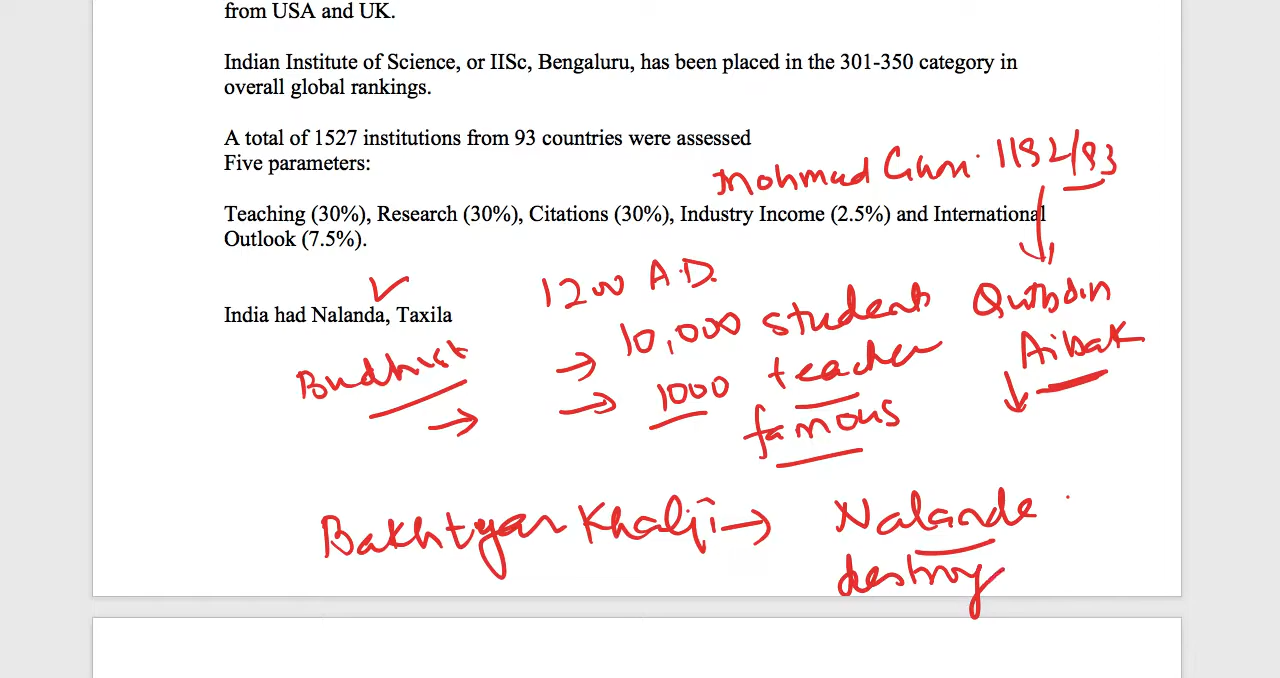 from USA and UK.
Indian Institute of Science, or IISc, Bengaluru, has been placed in the 301-350 category in
overall global rankings.
A total of 1527 institutions from 93 countries were assessed
Five parameters:
Mohmud Ghori 1192/93
Teaching (30%), Research (30%), Citations (30%), Industry Income (2.5%) and International
Outlook (7.5%).
1200 A.D.
India had Nalanda, Taxila
Qutbdin
Aibak
10,000 students
Budhist
1000 teacher
famous
Bakhtyar Khalji → Nalanda
destroy